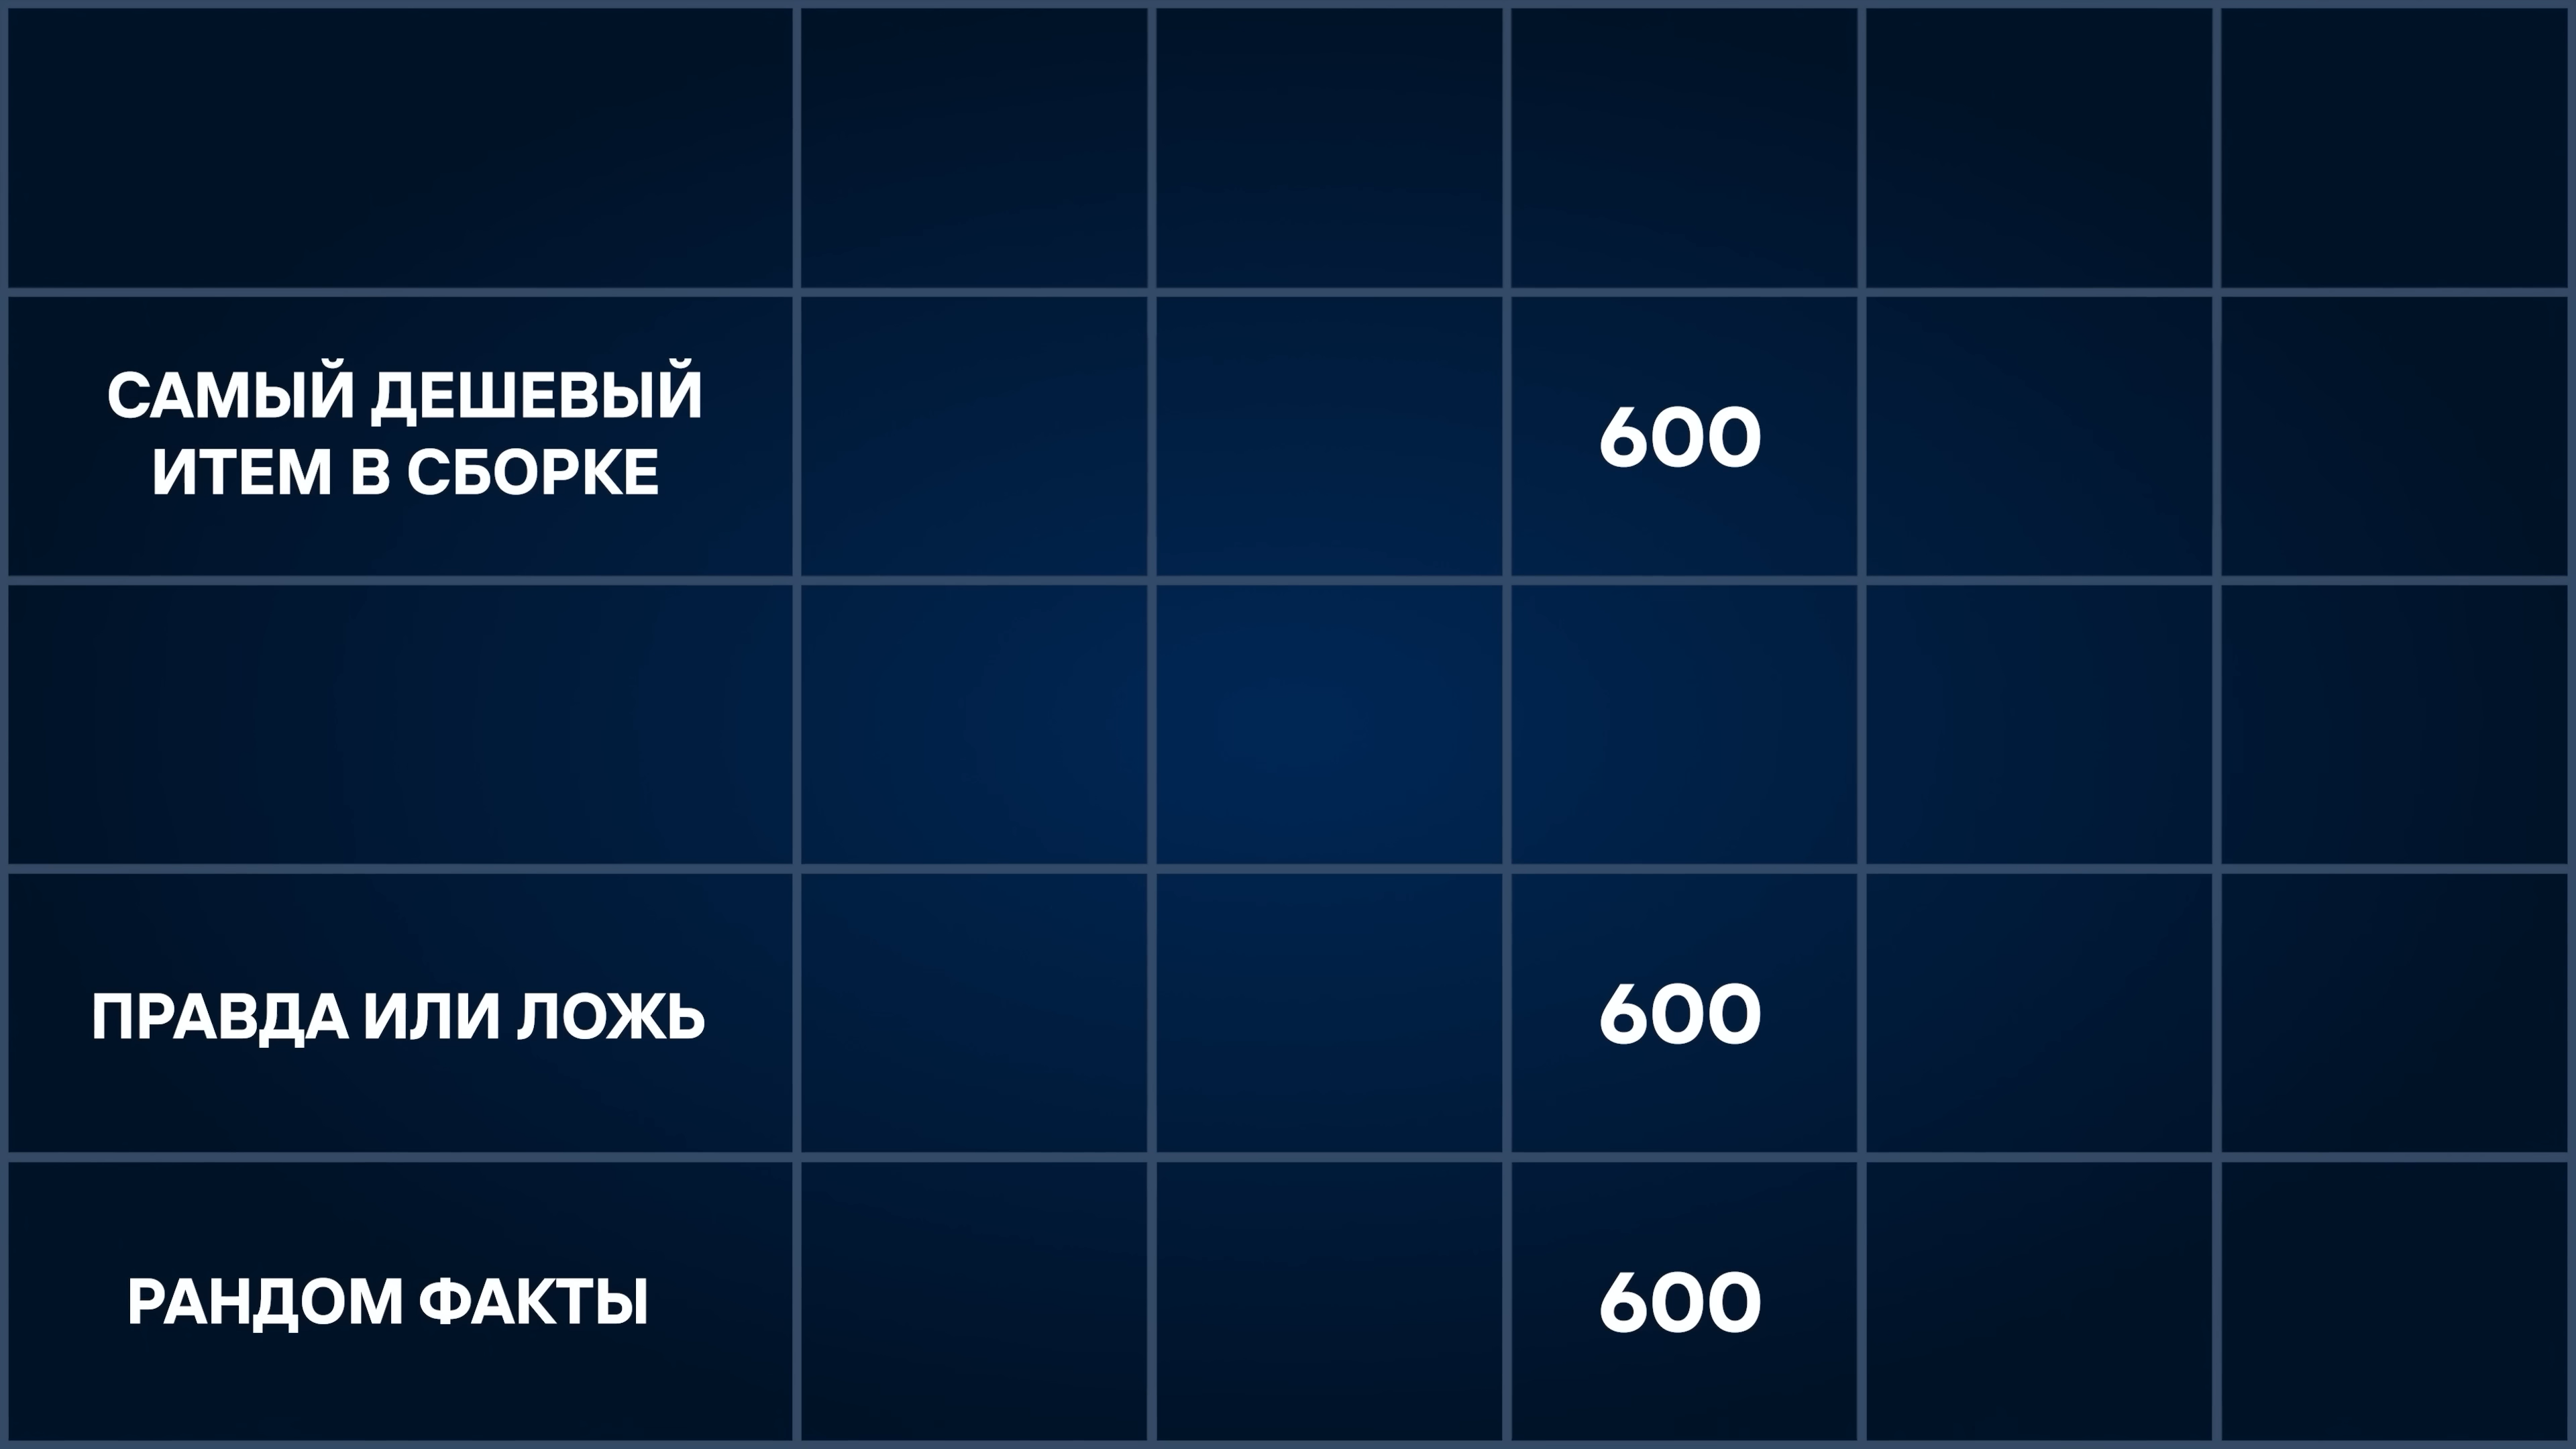 САМЫЙ ДЕШЕВЫЙ
ИТЕМ В СБОРКЕ
600
ПРАВДА ИЛИ ЛОЖЬ
600
РАНДОМ ФАКТЫ
600